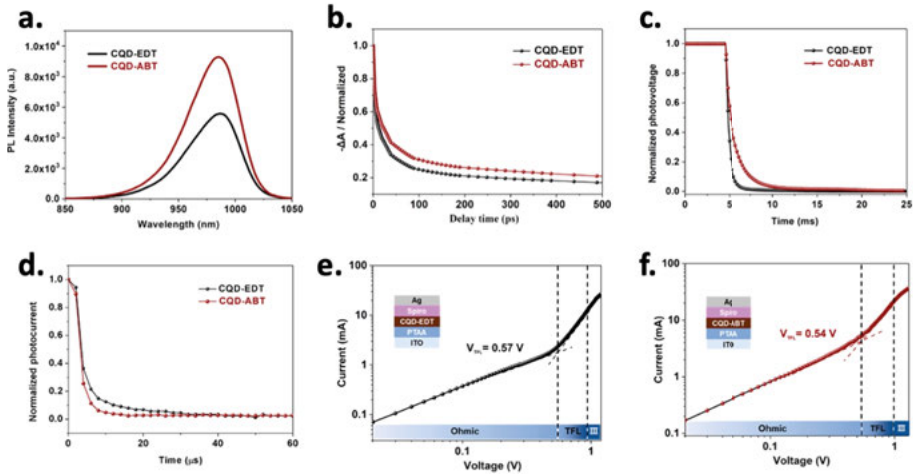 a.
CQD-EDT
CQD-ABT
PL Intensity (a.u.)
1.0x10⁴
8.0x10³
6.0x10³
4.0x10³
2.0x10³
0.0
850 900 950 1000 1050
Wavelength (nm)
b.
CQD-EDT
CQD-ABT
-ΔA / Normalized
1.0
0.8
0.6
0.4
0.2
0 100 200 300 400 500
Delay time (ps)
c.
CQD-EDT
CQD-ABT
Normalized photovoltage
1.0
0.8
0.6
0.4
0.2
0.0
0 5 10 15 20 25
Time (ms)
d.
CQD-EDT
CQD-ABT
Normalized photocurrent
1.0
0.8
0.6
0.4
0.2
0.0
0 20 40 60
Time (μs)
e.
Current (mA)
100
10
1
0.1
Ag
Spiro
CQD-EDT
PTAA
ITO
V_TFL = 0.57 V
Ohmic TFL III
0.1 1
Voltage (V)
f.
Current (mA)
100
10
1
0.1
Spiro
CQD-ABT
PTAA
V_TFL = 0.54 V
Ohmic TFL III
0.1 1
Voltage (V)